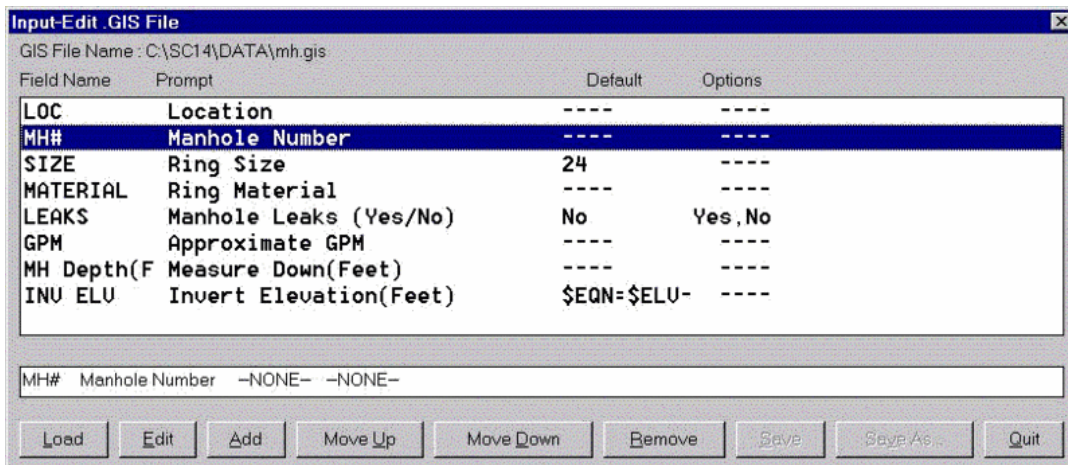 Input-Edit .GIS File
GIS File Name : C:\SC14\DATA\mh.gis
Field Name Prompt Default Options
LOC Location ---- ----
MH# Manhole Number ---- ----
SIZE Ring Size 24 ----
MATERIAL Ring Material ---- ----
LEAKS Manhole Leaks (Yes/No) No Yes,No
GPM Approximate GPM ---- ----
MH Depth(F Measure Down(Feet) ---- ----
INV ELV Invert Elevation(Feet) $EQN=$ELV- ----
MH# Manhole Number --NONE-- --NONE--
Load Edit Add Move Up Move Down Remove Save Save As... Quit